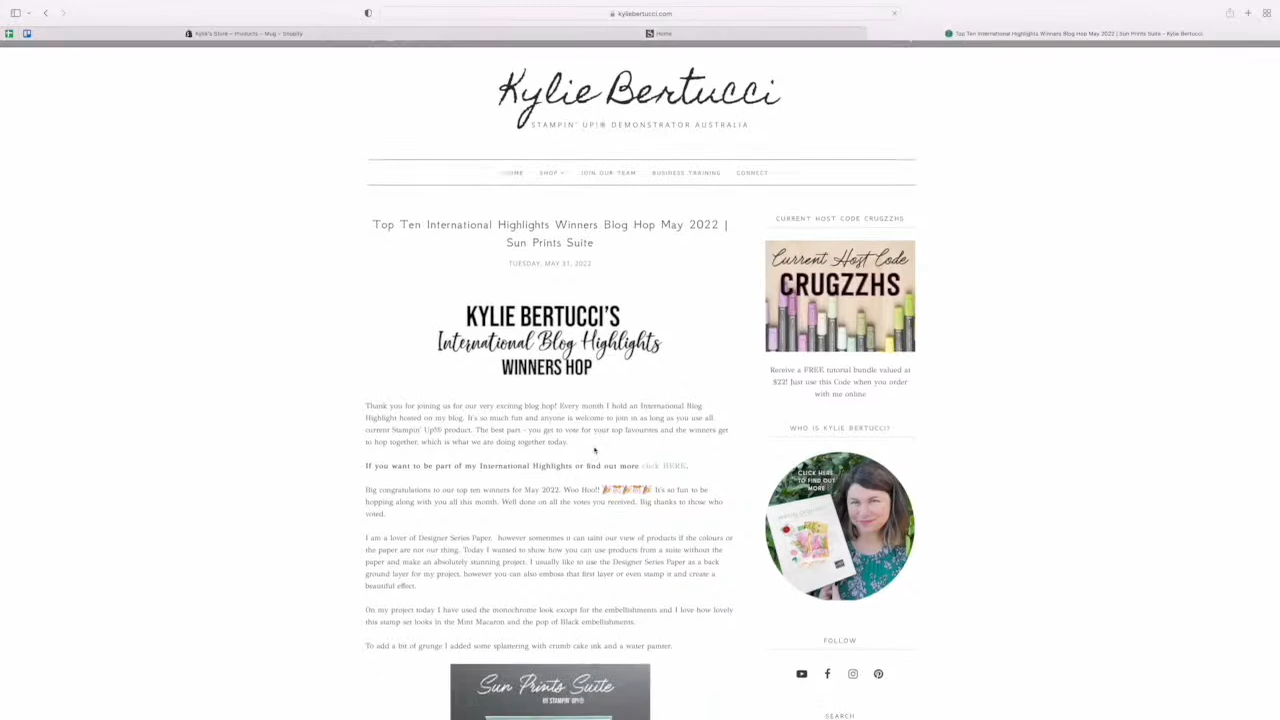 kyliebertucci.com
Kylie's Store ~ Products ~ Mug ~ Shopify
Home
Top Ten International Highlights Winners Blog Hop May 2022 | Sun Prints Suite - Kylie Bertucci
Kylie Bertucci
STAMPIN' UP!® DEMONSTRATOR AUSTRALIA
HOME SHOP JOIN OUR TEAM BUSINESS TRAINING CONNECT
Top Ten International Highlights Winners Blog Hop May 2022 |
Sun Prints Suite
TUESDAY, MAY 31, 2022
KYLIE BERTUCCI'S
International Blog Highlights
WINNERS HOP
Thank you for joining us for our very exciting blog hop! Every month I hold an International Blog
Highlight hosted on my blog. It's so much fun and anyone is welcome to join in as long as you use all
current Stampin' Up!® product. The best part - you get to vote for your top favourites and the winners get
to hop together, which is what we are doing together today.
If you want to be part of my International Highlights or find out more click HERE.
Big congratulations to our top ten winners for May 2022. Woo Hoo!! 🎉🎊🎉🎊🎉 It's so fun to be
hopping along with you all this month. Well done on all the votes you received. Big thanks to those who
voted.
I am a lover of Designer Series Paper, however sometimes it can taint our view of products if the colours or
the paper are not our thing. Today I wanted to show how you can use products from a suite without the
paper and make an absolutely stunning project. I usually like to use the Designer Series Paper as a back
ground layer for my project, however you can also emboss that first layer or even stamp it and create a
beautiful effect.
On my project today I have used the monochrome look except for the embellishments and I love how lovely
this stamp set looks in the Mint Macaron and the pop of Black embellishments.
To add a bit of grunge I added some splattering with crumb cake ink and a water painter.
Sun Prints Suite
BY STAMPIN' UP!®
CURRENT HOST CODE CRUGZZHS
Current Host Code
CRUGZZHS
Receive a FREE tutorial bundle valued at
$22! Just use this Code when you order
with me online
WHO IS KYLIE BERTUCCI?
CLICK HERE
TO FIND OUT
MORE
FOLLOW
SEARCH